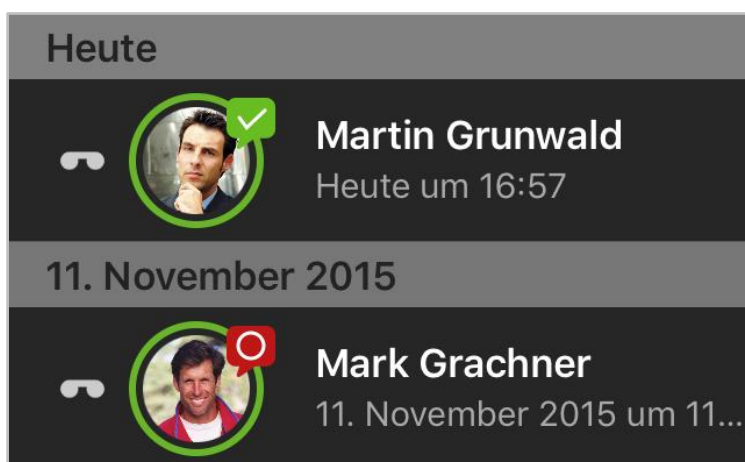 Heute
Martin Grunwald
Heute um 16:57
11. November 2015
Mark Grachner
11. November 2015 um 11...